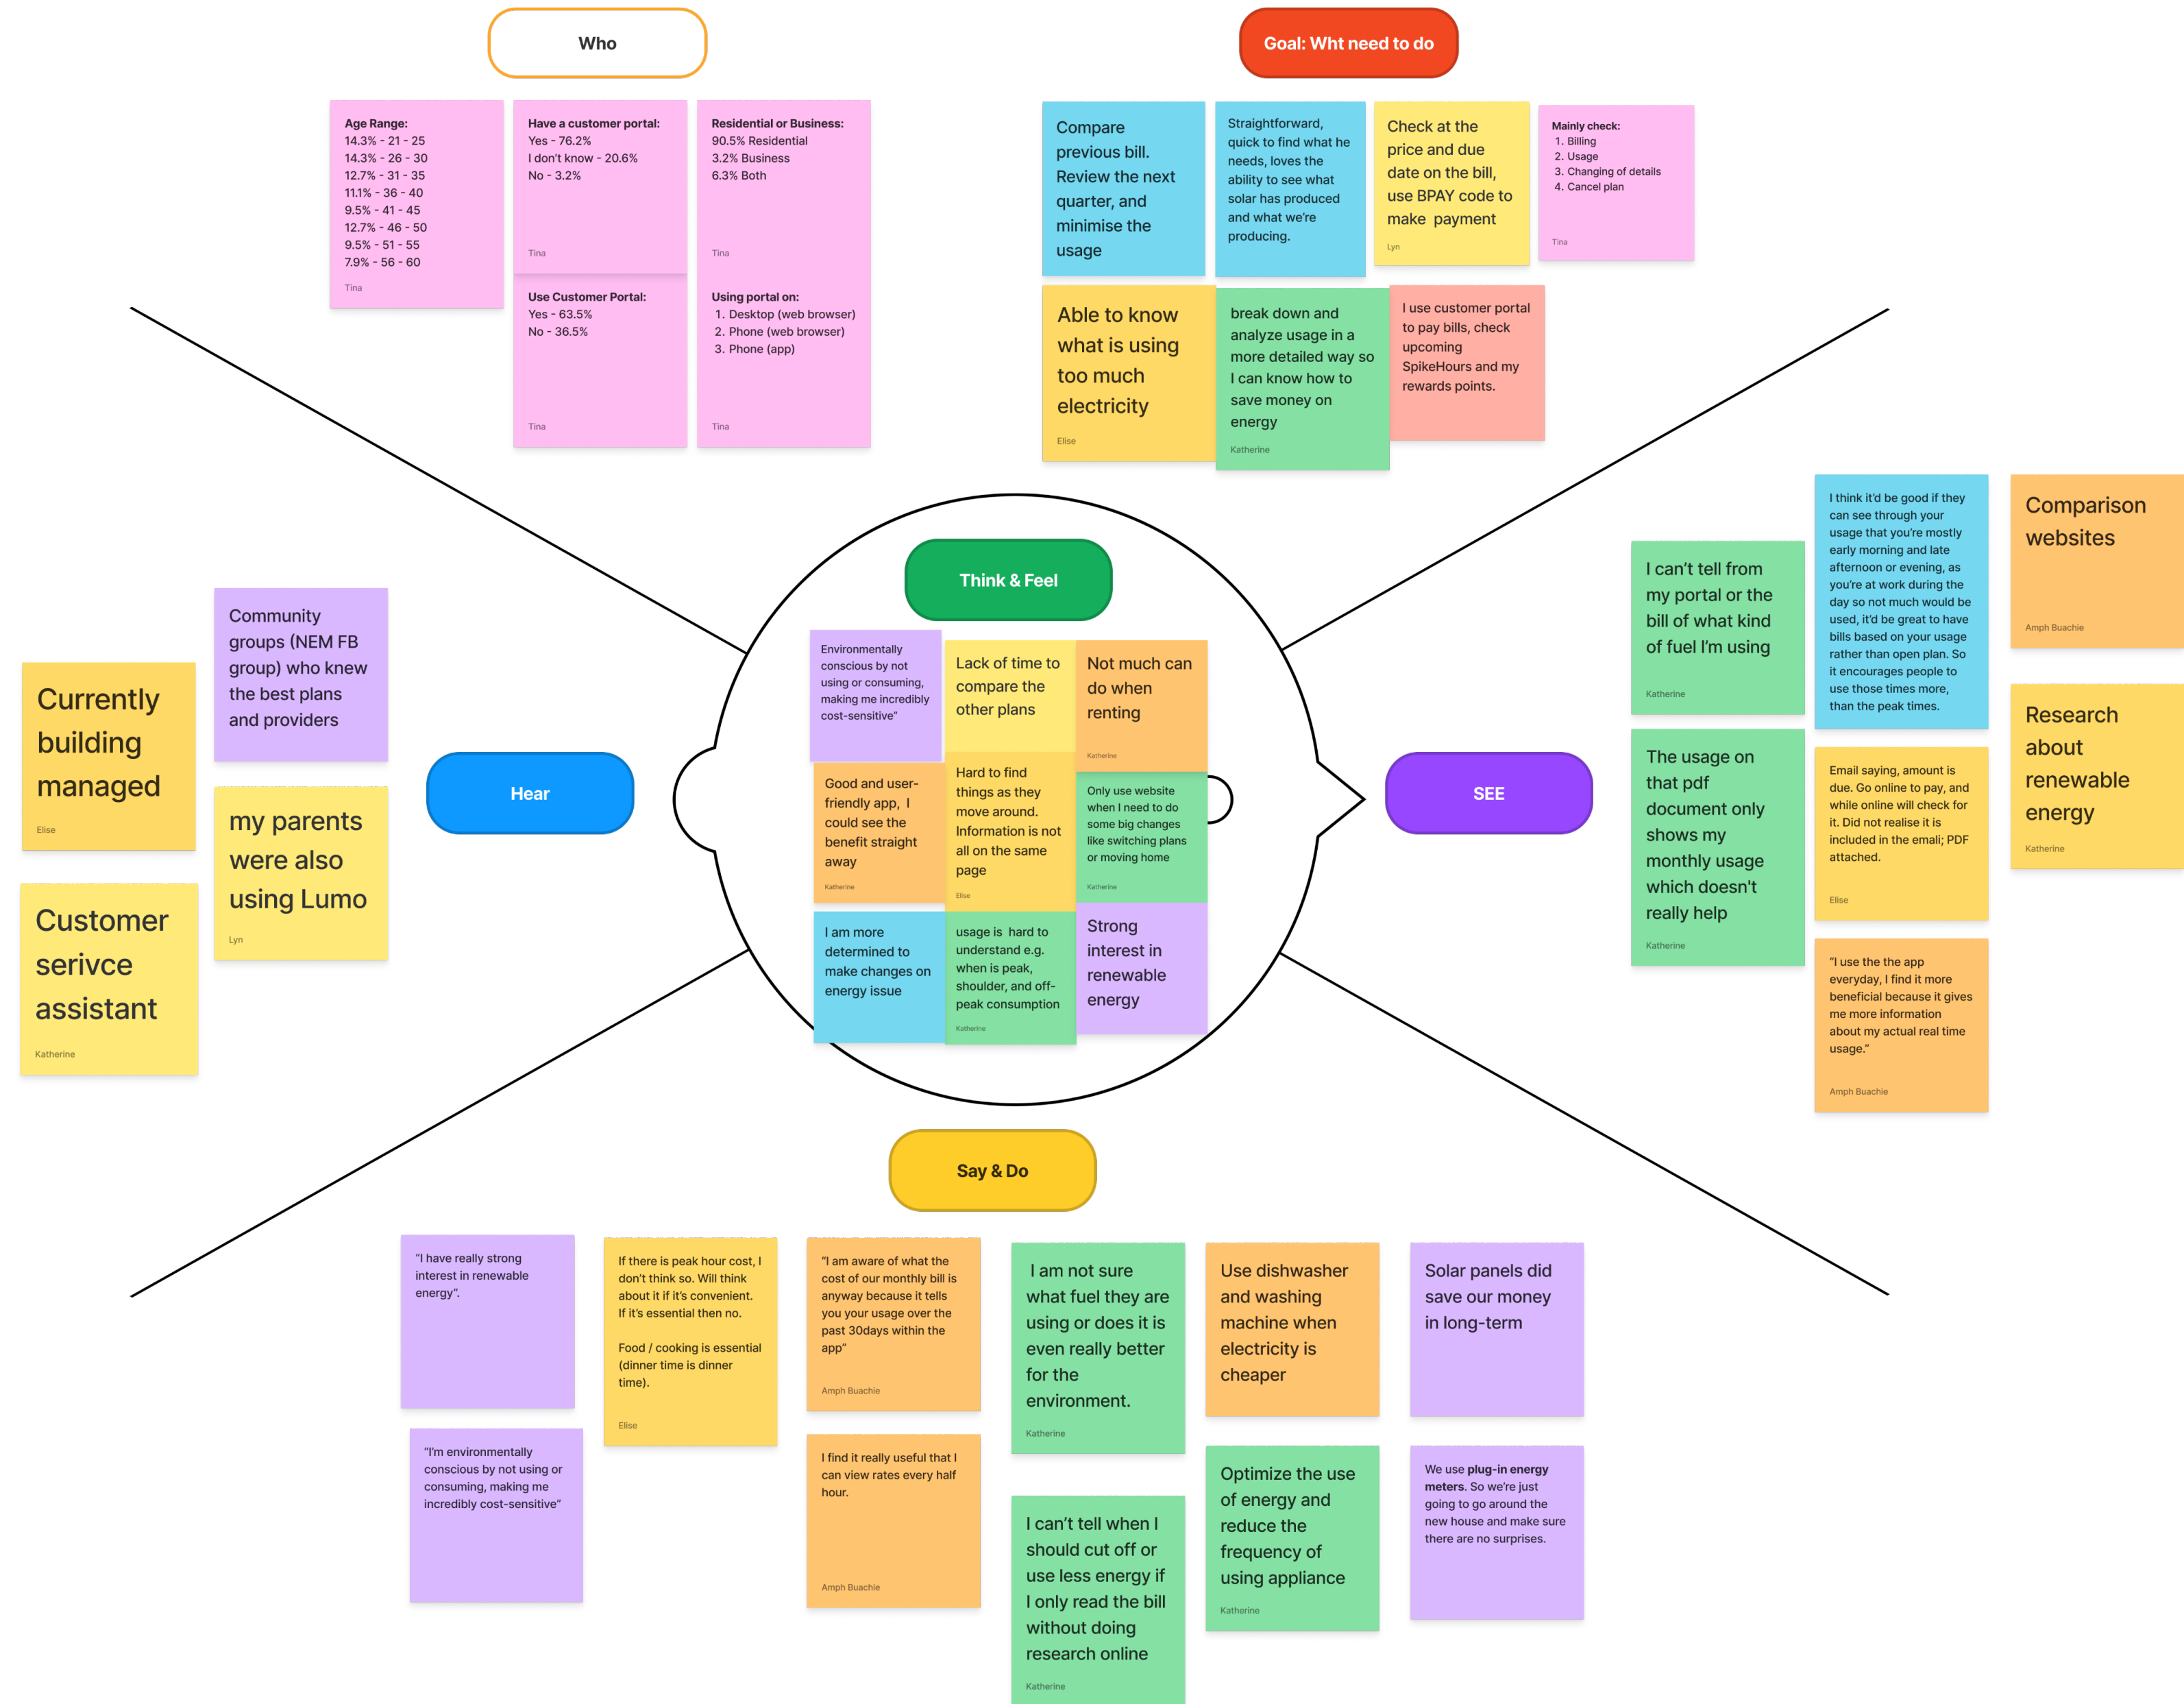 Who
Goal: Wht need to do
Age Range:
14.3% - 21 - 25
14.3% - 26 - 30
12.7% - 31 - 35
11.1% - 36 - 40
9.5% - 41 - 45
12.7% - 46 - 50
9.5% - 51 - 55
7.9% - 56 - 60
Tina
Have a customer portal:
Yes - 76.2%
I don't know - 20.6%
No - 3.2%
Tina
Residential or Business:
90.5% Residential
3.2% Business
6.3% Both
Tina
Use Customer Portal:
Yes - 63.5%
No - 36.5%
Tina
Using portal on:
1. Desktop (web browser)
2. Phone (web browser)
3. Phone (app)
Tina
Compare
previous bill.
Review the next
quarter, and
minimise the
usage
Straightforward,
quick to find what he
needs, loves the
ability to see what
solar has produced
and what we're
producing.
Check at the
price and due
date on the bill,
use BPAY code to
make payment
Lyn
Mainly check:
1. Billing
2. Usage
3. Changing of details
4. Cancel plan
Tina
Able to know
what is using
too much
electricity
Elise
break down and
analyze usage in a
more detailed way so
I can know how to
save money on
energy
Katherine
I use customer portal
to pay bills, check
upcoming
SpikeHours and my
rewards points.
Think & Feel
Environmentally
conscious by not
using or consuming,
making me incredibly
cost-sensitive"
Lack of time to
compare the
other plans
Not much can
do when
renting
Katherine
Good and user-
friendly app, I
could see the
benefit straight
away
Katherine
Hard to find
things as they
move around.
Information is not
all on the same
page
Elise
Only use website
when I need to do
some big changes
like switching plans
or moving home
Katherine
I am more
determined to
make changes on
energy issue
usage is hard to
understand e.g.
when is peak,
shoulder, and off-
peak consumption
Katherine
Strong
interest in
renewable
energy
Hear
Currently
building
managed
Elise
Community
groups (NEM FB
group) who knew
the best plans
and providers
Customer
serivce
assistant
Katherine
my parents
were also
using Lumo
Lyn
SEE
I can't tell from
my portal or the
bill of what kind
of fuel I'm using
Katherine
The usage on
that pdf
document only
shows my
monthly usage
which doesn't
really help
Katherine
I think it'd be good if they
can see through your
usage that you're mostly
early morning and late
afternoon or evening, as
you're at work during the
day so not much would be
used, it'd be great to have
bills based on your usage
rather than open plan. So
it encourages people to
use those times more,
than the peak times.
Email saying, amount is
due. Go online to pay, and
while online will check for
it. Did not realise it is
included in the emali; PDF
attached.
Elise
"I use the the app
everyday, I find it more
beneficial because it gives
me more information
about my actual real time
usage."
Amph Buachie
Comparison
websites
Amph Buachie
Research
about
renewable
energy
Katherine
Say & Do
"I have really strong
interest in renewable
energy".
"I'm environmentally
conscious by not using or
consuming, making me
incredibly cost-sensitive"
If there is peak hour cost, I
don't think so. Will think
about it if it's convenient.
If it's essential then no.
Food / cooking is essential
(dinner time is dinner
time).
Elise
"I am aware of what the
cost of our monthly bill is
anyway because it tells
you your usage over the
past 30days within the
app"
Amph Buachie
I find it really useful that I
can view rates every half
hour.
Amph Buachie
I am not sure
what fuel they are
using or does it is
even really better
for the
environment.
Katherine
I can't tell when I
should cut off or
use less energy if
I only read the bill
without doing
research online
Katherine
Use dishwasher
and washing
machine when
electricity is
cheaper
Optimize the use
of energy and
reduce the
frequency of
using appliance
Katherine
Solar panels did
save our money
in long-term
We use plug-in energy
meters. So we're just
going to go around the
new house and make sure
there are no surprises.